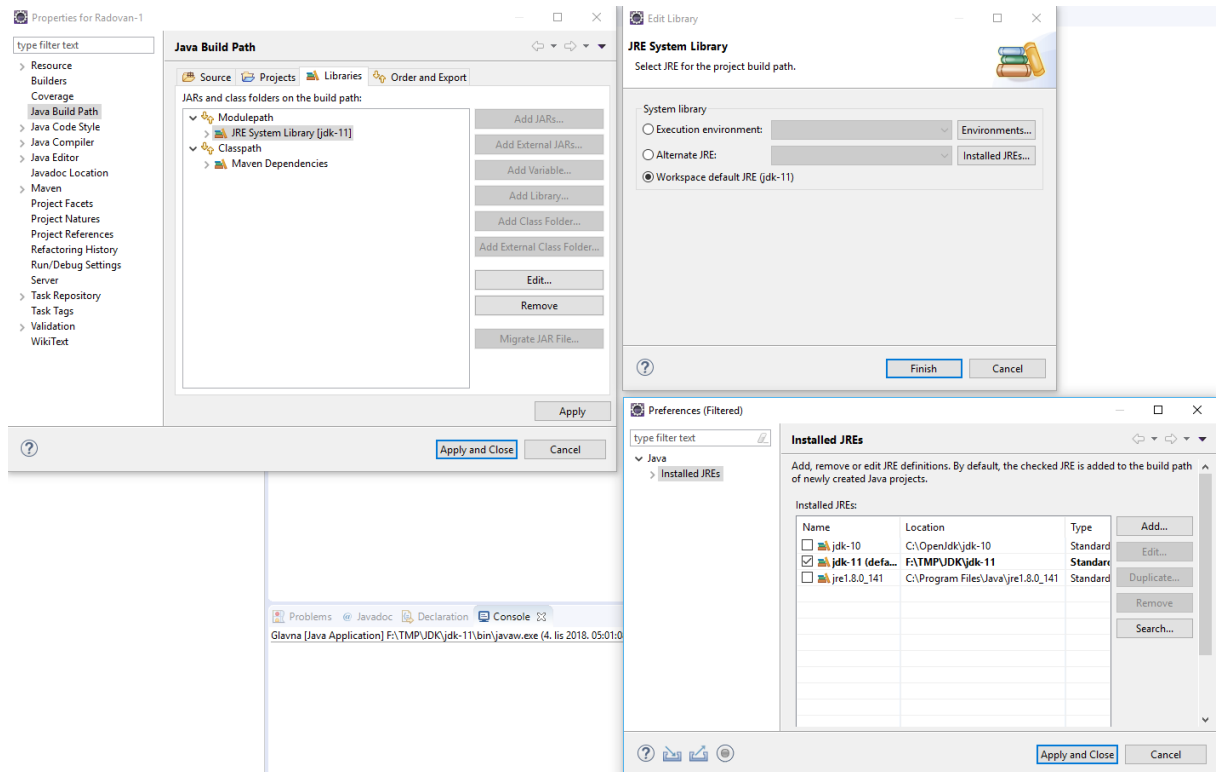 Properties for Radovan-1
type filter text
Resource
Builders
Coverage
Java Build Path
Java Code Style
Java Compiler
Java Editor
Javadoc Location
Maven
Project Facets
Project Natures
Project References
Refactoring History
Run/Debug Settings
Server
Task Repository
Task Tags
Validation
WikiText
Java Build Path
Source Projects Libraries Order and Export
JARs and class folders on the build path:
Modulepath
JRE System Library [jdk-11]
Classpath
Maven Dependencies
Add JARs...
Add External JARs...
Add Variable...
Add Library...
Add Class Folder...
Add External Class Folder...
Edit...
Remove
Migrate JAR File...
Apply
Apply and Close Cancel
Edit Library
JRE System Library
Select JRE for the project build path.
System library
Execution environment: Environments...
Alternate JRE: Installed JREs...
Workspace default JRE (jdk-11)
Finish Cancel
Preferences (Filtered)
type filter text
Java
Installed JREs
Installed JREs
Add, remove or edit JRE definitions. By default, the checked JRE is added to the build path
of newly created Java projects.
Installed JREs:
Name Location Type
jdk-10 C:\OpenJdk\jdk-10 Standard
jdk-11 (defa... F:\TMP\JDK\jdk-11 Standard
jre1.8.0_141 C:\Program Files\Java\jre1.8.0_141 Standard
Add...
Edit...
Duplicate...
Remove
Search...
Apply and Close Cancel
Problems @ Javadoc Declaration Console
Glavna [Java Application] F:\TMP\JDK\jdk-11\bin\javaw.exe (4. lis 2018. 05:01:0